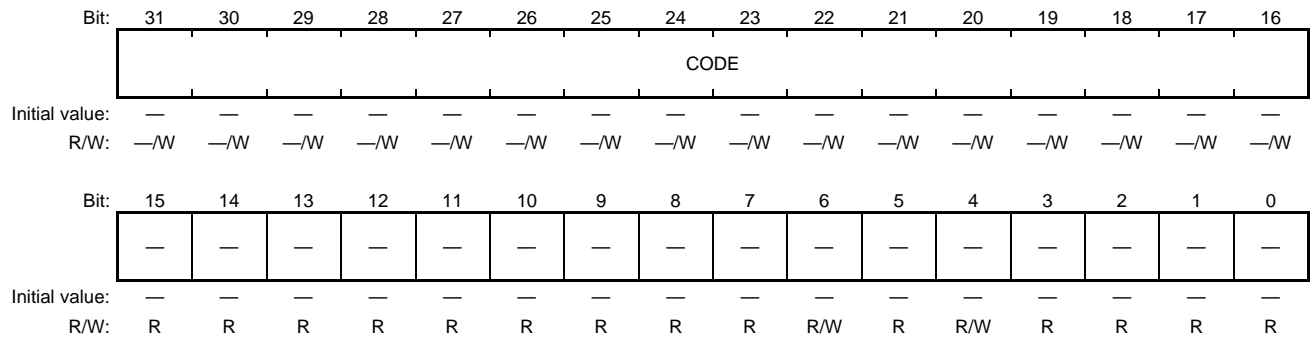 Bit: 31 30 29 28 27 26 25 24 23 22 21 20 19 18 17 16
CODE
Initial value: — — — — — — — — — — — — — — — —
R/W: —/W —/W —/W —/W —/W —/W —/W —/W —/W —/W —/W —/W —/W —/W —/W —/W
Bit: 15 14 13 12 11 10 9 8 7 6 5 4 3 2 1 0
— — — — — — — — — — — — — — — —
Initial value: — — — — — — — — — — — — — — — —
R/W: R R R R R R R R R R/W R R/W R R R R